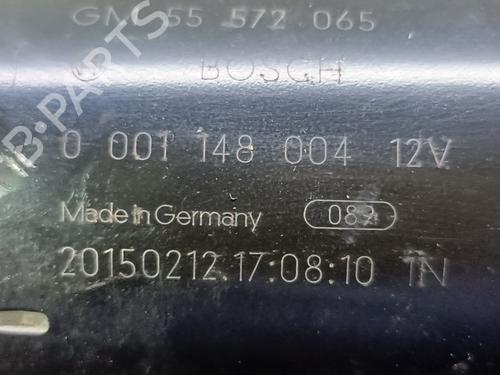 GM 55 572 065
BOSCH
0 001 148 004 12V
Made in Germany 089
20150212 17:08:10 1N
B-PARTS